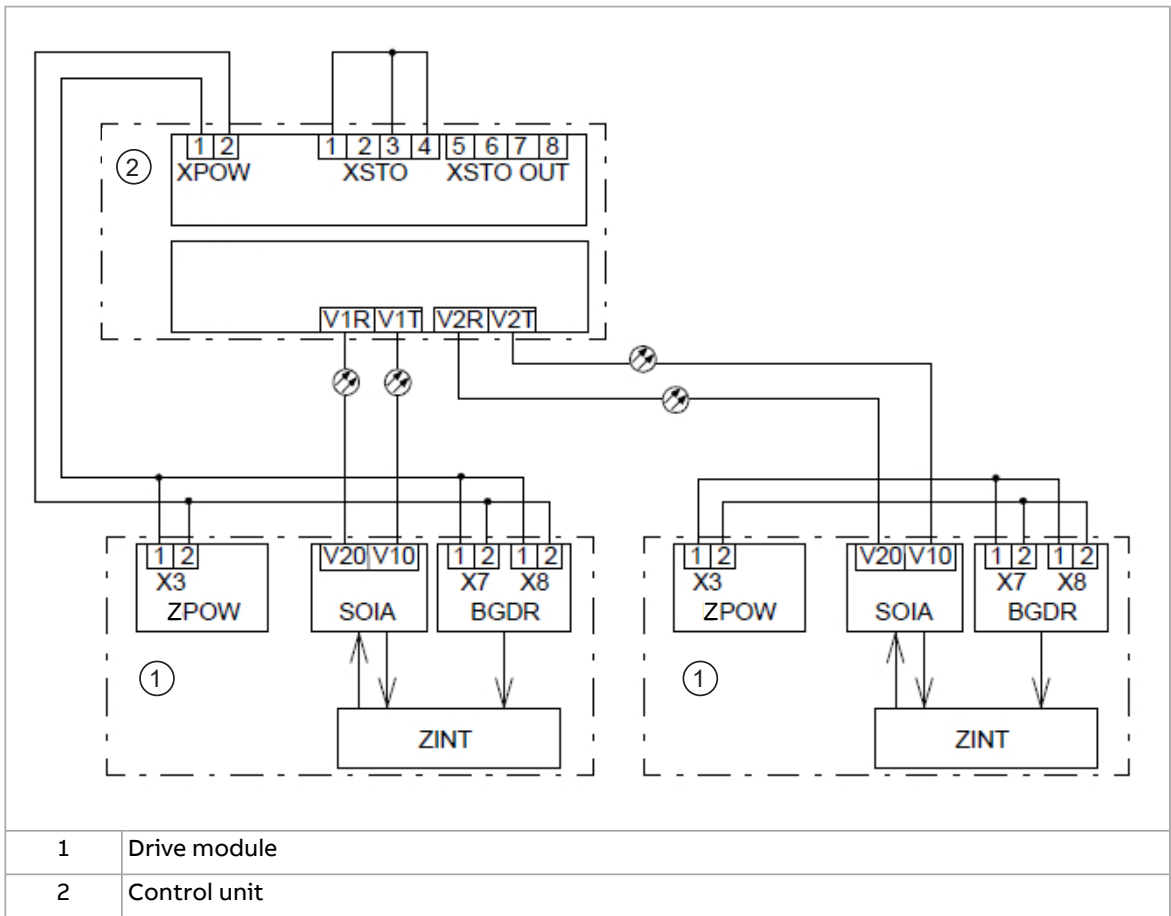 1 2 1 2 3 4 5 6 7 8
2 XPOW XSTO XSTO OUT
V1R V1T V2R V2T
1 2 V20 V10 1 2 1 2 1 2 V20 V10 1 2 1 2
X3 X7 X8 X3 X7 X8
ZPOW SOIA BGDR ZPOW SOIA BGDR
1 1
ZINT ZINT
1 Drive module
2 Control unit